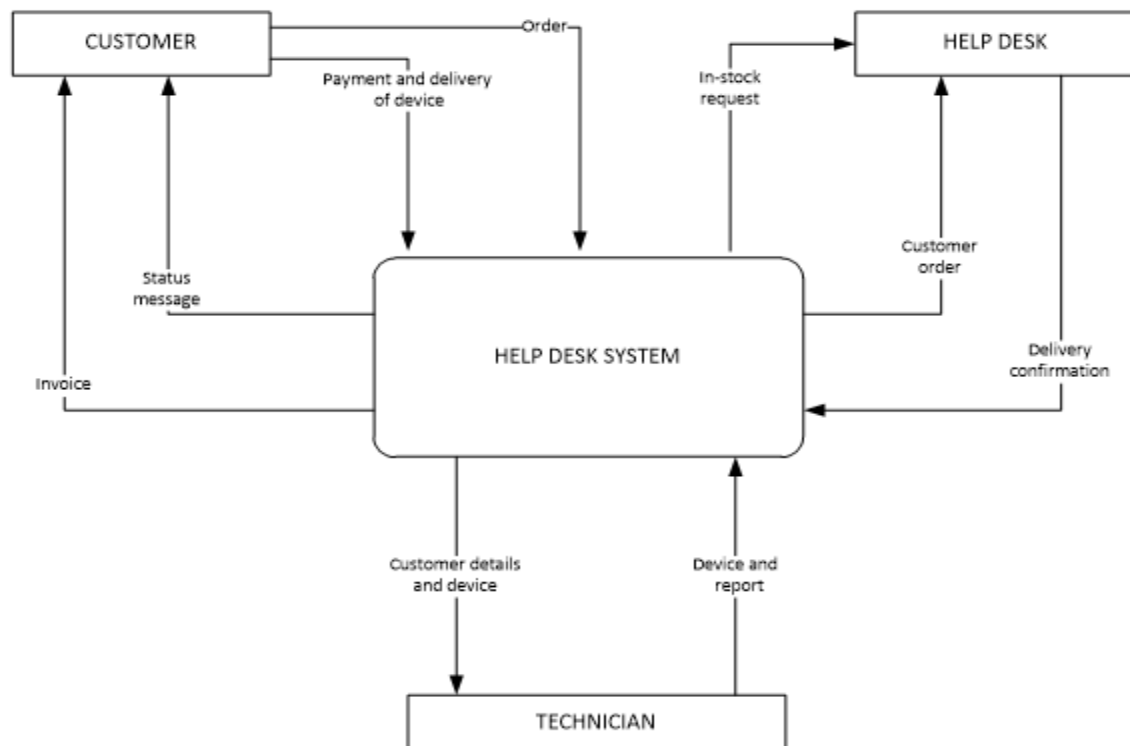 CUSTOMER
Order
HELP DESK
Payment and delivery
of device
In-stock
request
Status
message
Customer
order
Invoice
HELP DESK SYSTEM
Delivery
confirmation
Customer details
and device
Device and
report
TECHNICIAN